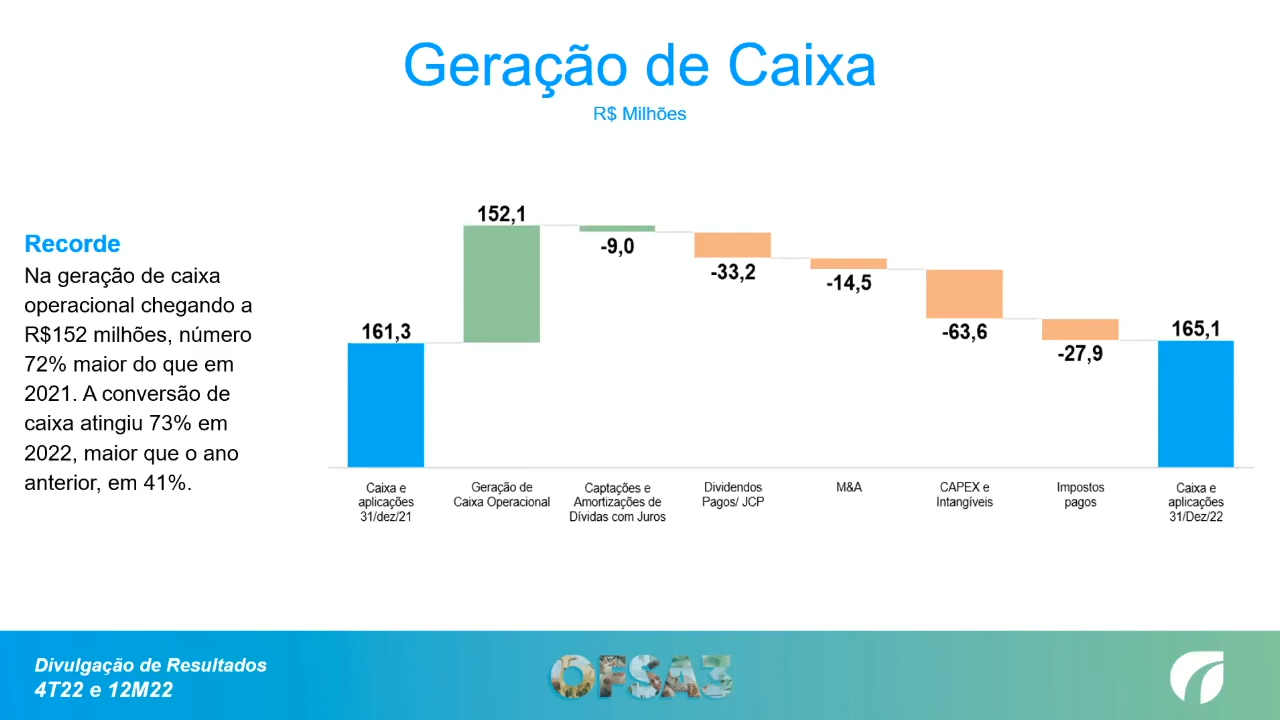 Geração de Caixa
R$ Milhões
Recorde
Na geração de caixa
operacional chegando a
R$152 milhões, número
72% maior do que em
2021. A conversão de
caixa atingiu 73% em
2022, maior que o ano
anterior, em 41%.
161,3
152,1
-9,0
-33,2
-14,5
-63,6
-27,9
165,1
Caixa e
aplicações
31/dez/21
Geração de
Caixa Operacional
Captações e
Amortizações de
Dívidas com Juros
Dividendos
Pagos/ JCP
M&A
CAPEX e
Intangíveis
Impostos
pagos
Caixa e
aplicações
31/Dez/22
Divulgação de Resultados
4T22 e 12M22
OFSA3